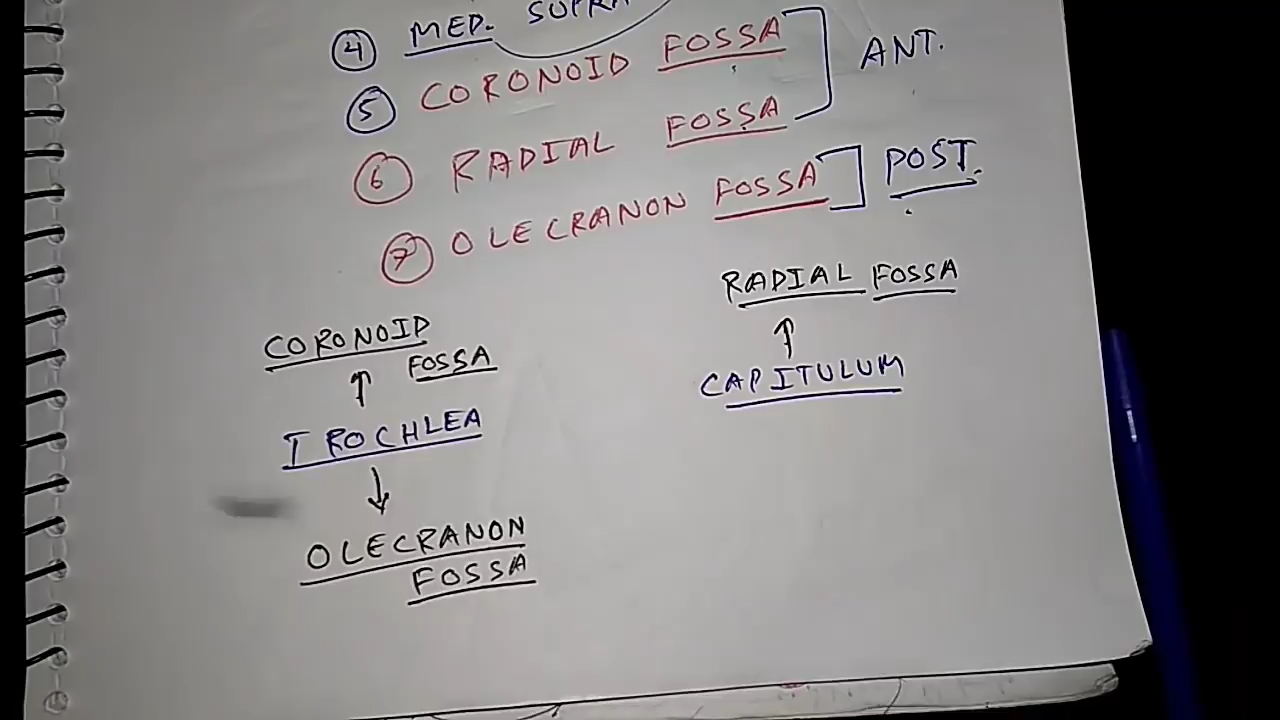 ④ MED. SUPRA
⑤ CORONOID FOSSA
⑥ RADIAL FOSSA
ANT.
⑦ OLECRANON FOSSA
POST.
CORONOID
FOSSA
↑
TROCHLEA
↓
OLECRANON
FOSSA
RADIAL FOSSA
↑
CAPITULUM